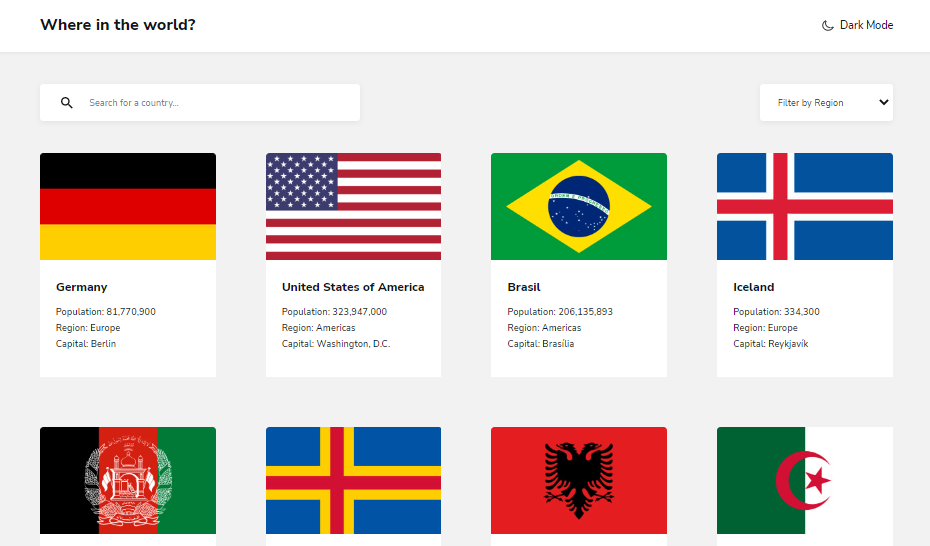 Where in the world?
Dark Mode
Search for a country...
Filter by Region
Germany
Population: 81,770,900
Region: Europe
Capital: Berlin
United States of America
Population: 323,947,000
Region: Americas
Capital: Washington, D.C.
Brasil
Population: 206,135,893
Region: Americas
Capital: Brasília
Iceland
Population: 334,300
Region: Europe
Capital: Reykjavík